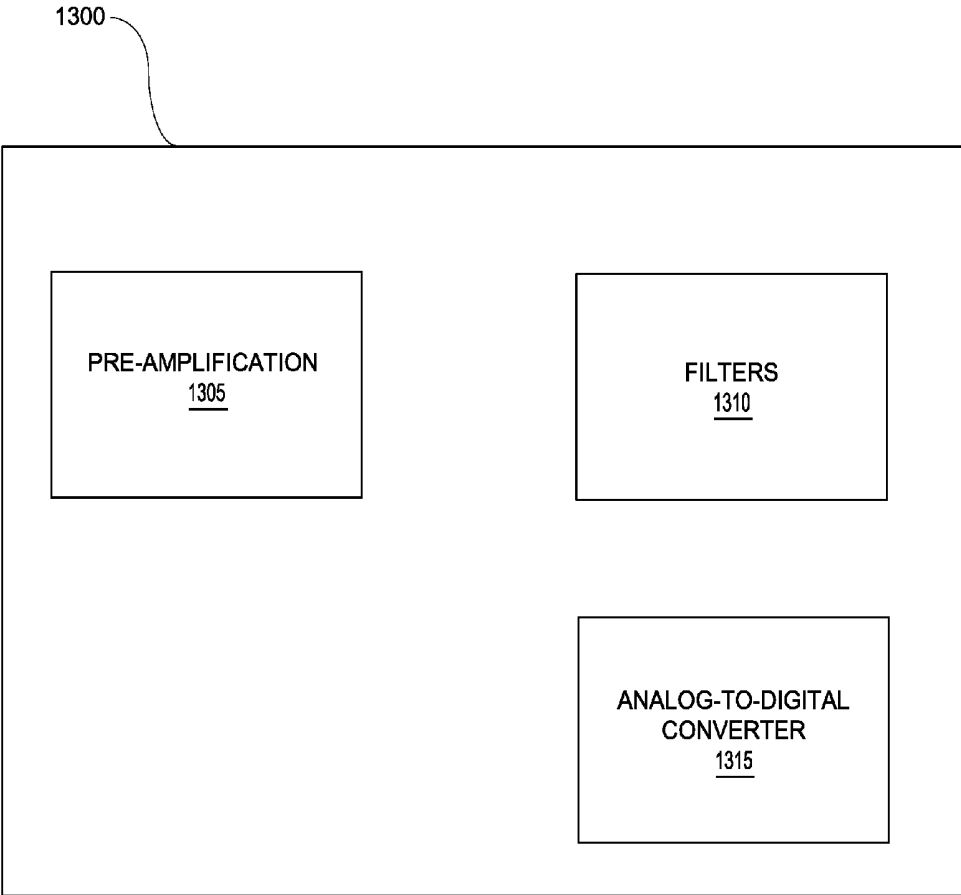 1300
PRE-AMPLIFICATION
1305
FILTERS
1310
ANALOG-TO-DIGITAL
CONVERTER
1315